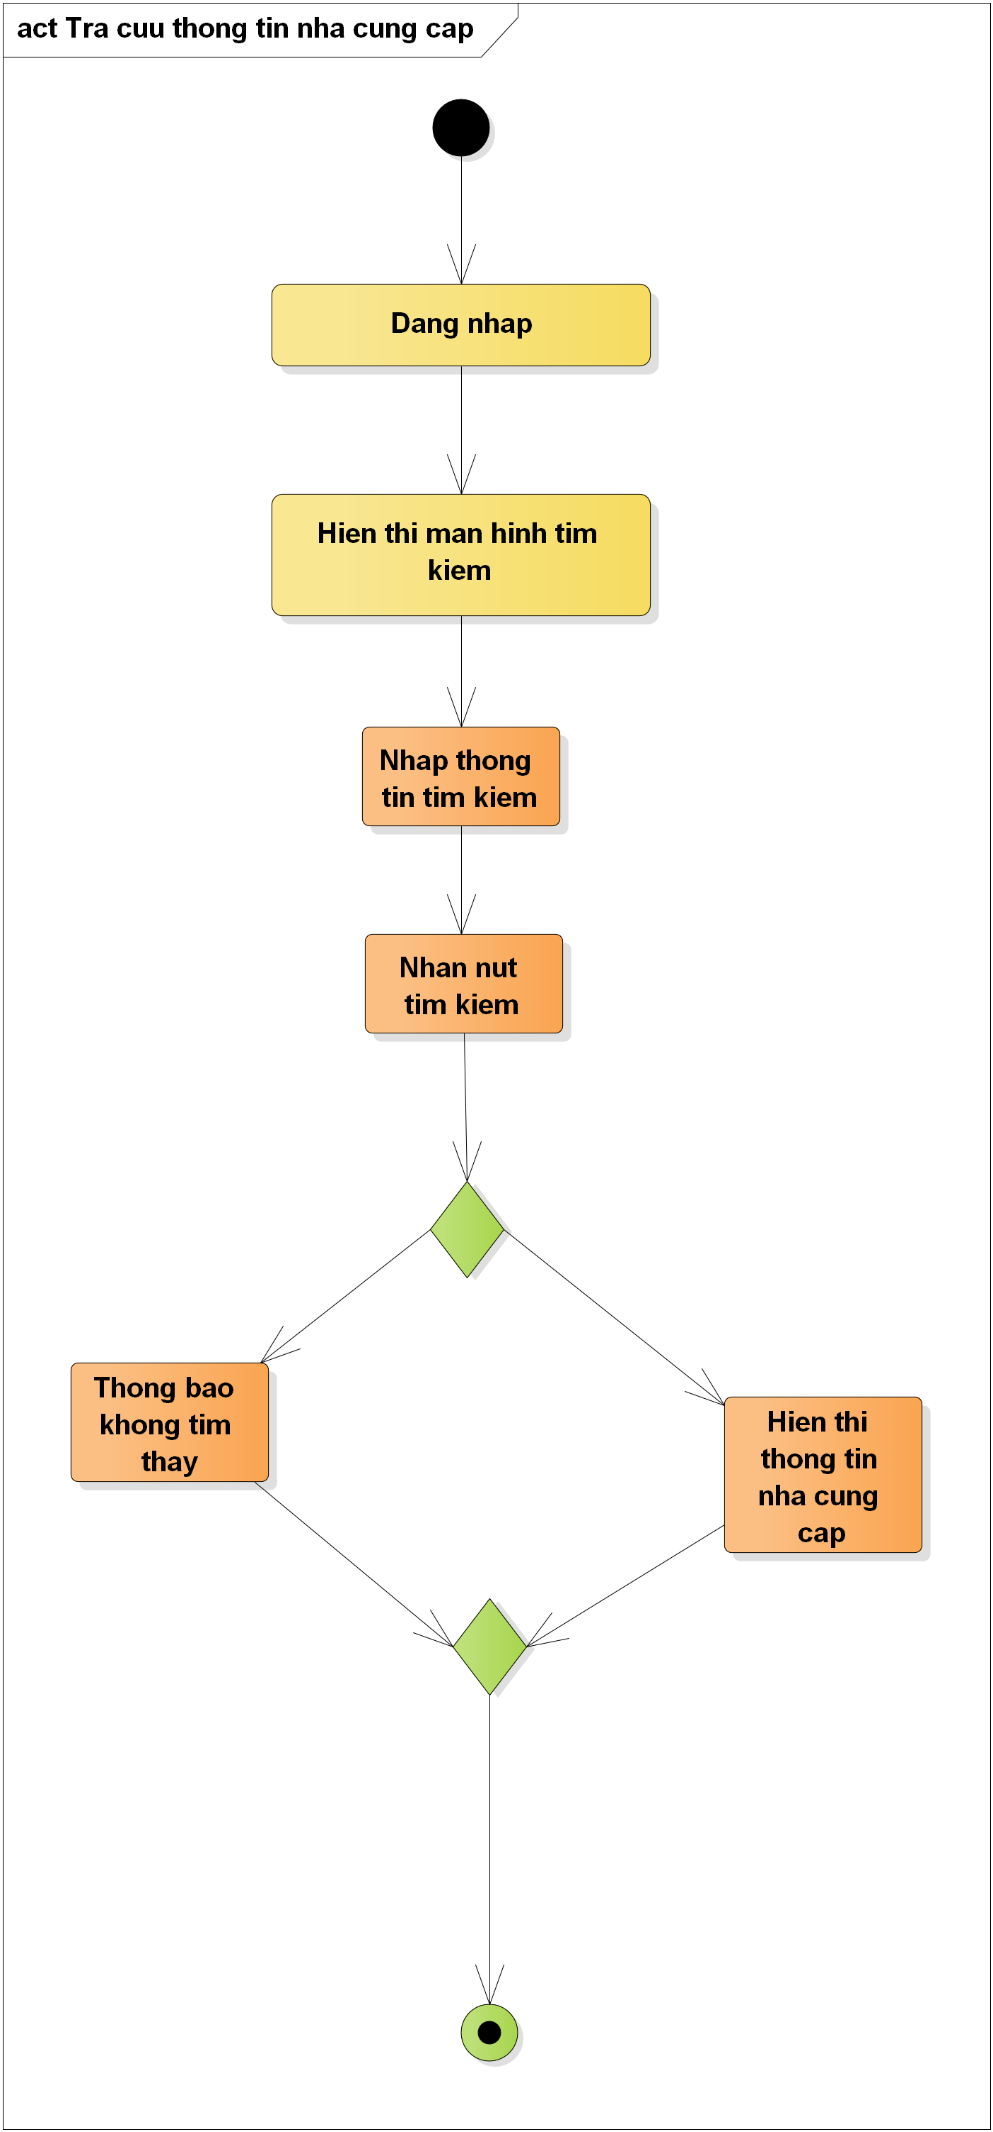 act Tra cuu thong tin nha cung cap
Dang nhap
Hien thi man hinh tim
kiem
Nhap thong
tin tim kiem
Nhan nut
tim kiem
Thong bao
khong tim
thay
Hien thi
thong tin
nha cung
cap